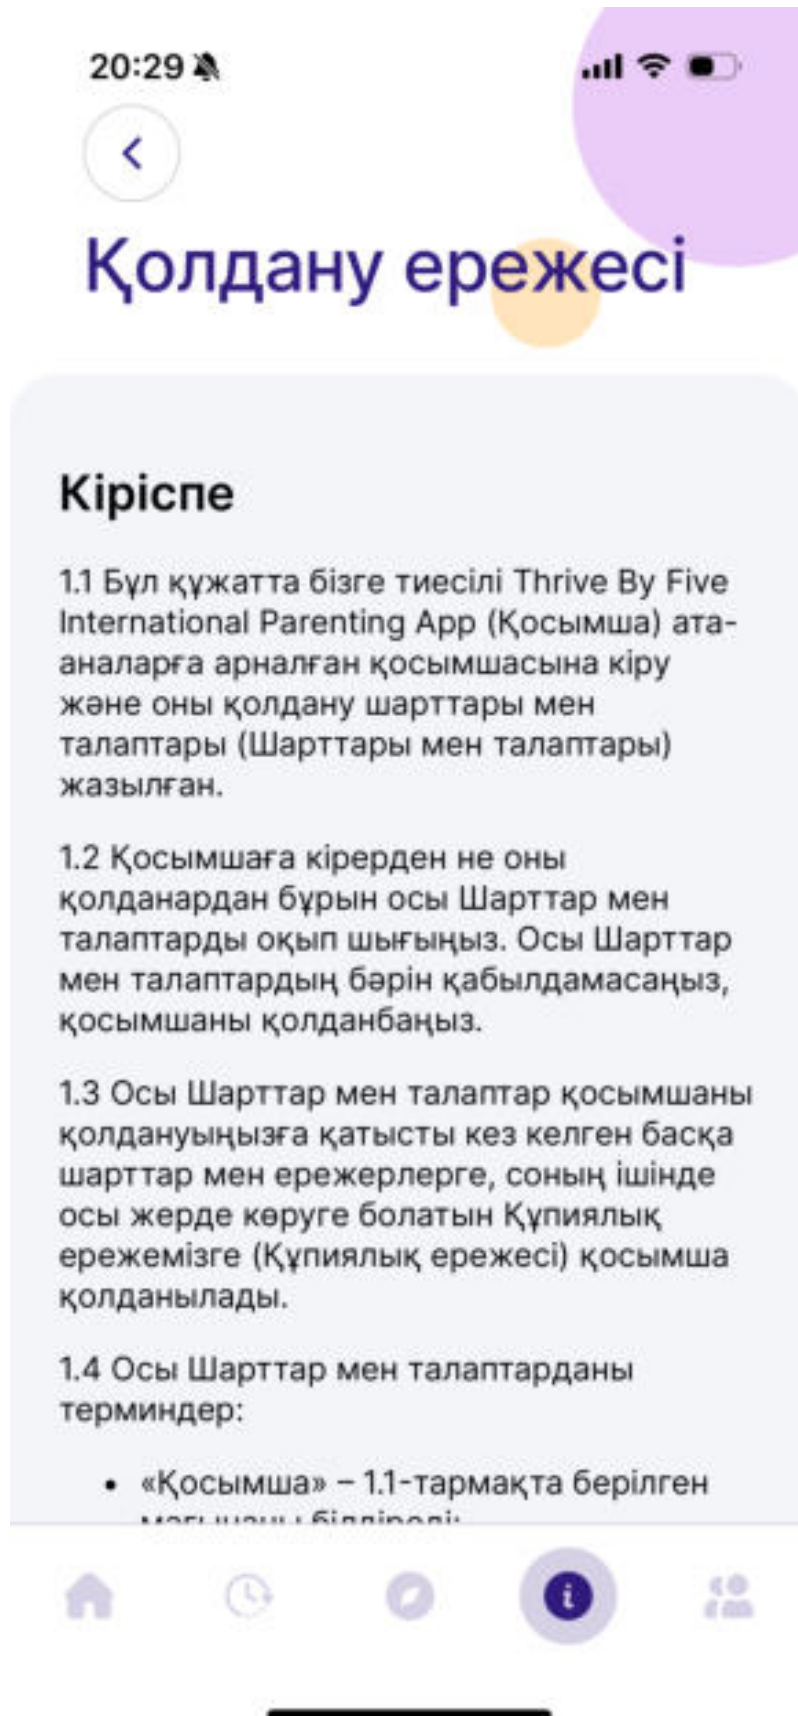 20:29
Қолдану ережесі
Кіріспе
1.1 Бұл құжатта бізге тиесілі Thrive By Five
International Parenting App (Қосымша) ата-
аналарға арналған қосымшасына кіру
және оны қолдану шарттары мен
талаптары (Шарттары мен талаптары)
жазылған.
1.2 Қосымшаға кірерден не оны
қолданардан бұрын осы Шарттар мен
талаптарды оқып шығыңыз. Осы Шарттар
мен талаптардың бәрін қабылдамасаңыз,
қосымшаны қолданбаңыз.
1.3 Осы Шарттар мен талаптар қосымшаны
қолдануыңызға қатысты кез келген басқа
шарттар мен ережерлерге, соның ішінде
осы жерде көруге болатын Құпиялық
ережемізге (Құпиялық ережесі) қосымша
қолданылады.
1.4 Осы Шарттар мен талаптарданы
терминдер:
• «Қосымша» – 1.1-тармақта берілген